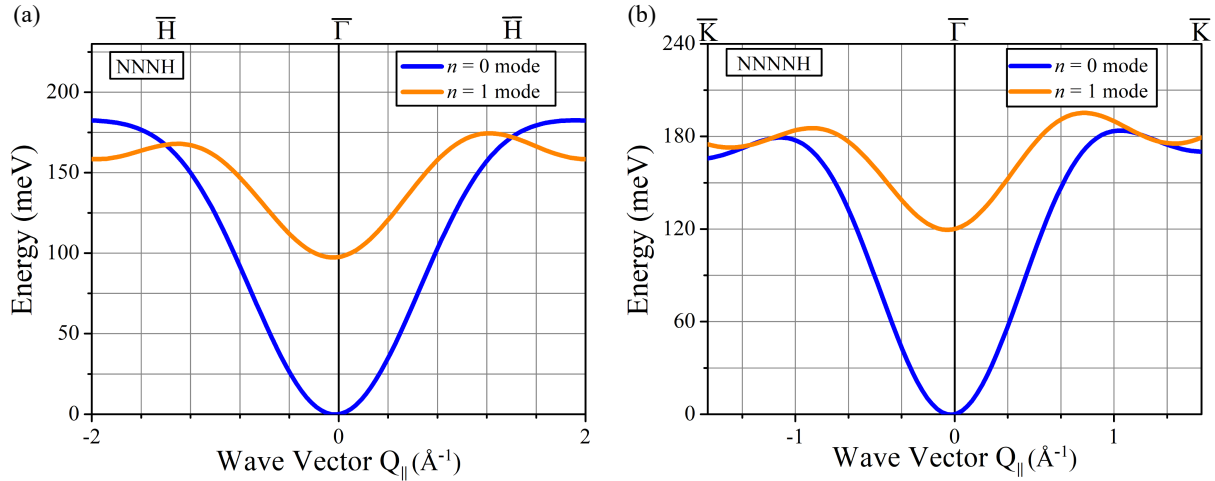 (a)
H̅ Γ̅ H̅
NNNH
n = 0 mode
n = 1 mode
Energy (meV)
200
150
100
50
0
-2 0 2
Wave Vector Q∥(Å⁻¹)
(b)
K̅ Γ̅ K̅
NNNNH
n = 0 mode
n = 1 mode
Energy (meV)
240
180
120
60
0
-1 0 1
Wave Vector Q∥(Å⁻¹)